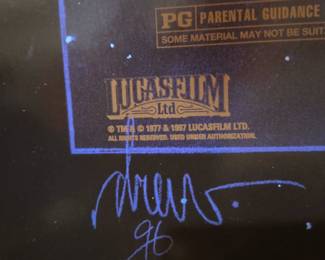 PG PARENTAL GUIDANCE
SOME MATERIAL MAY NOT BE SUIT
LUCASFILM
Ltd
® TM & © 1977 & 1997 LUCASFILM LTD.
ALL RIGHTS RESERVED. USED UNDER AUTHORIZATION.
drew
96